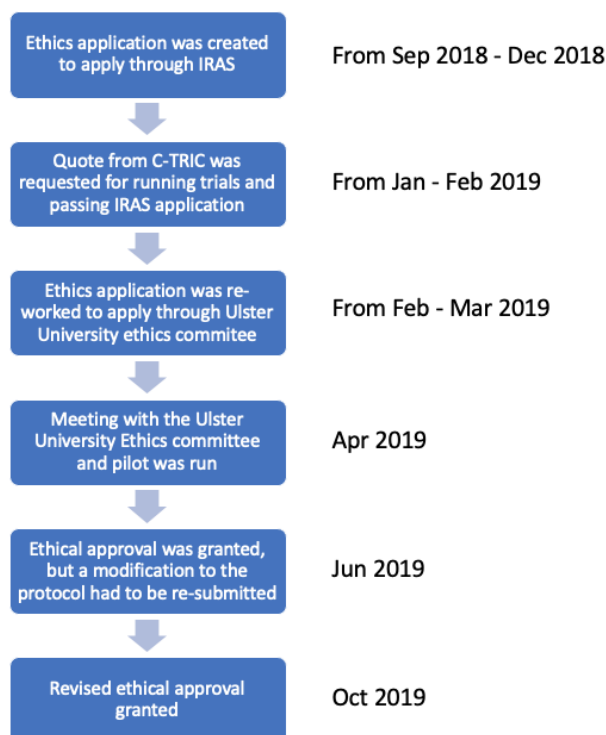 Ethics application was created
to apply through IRAS
From Sep 2018 - Dec 2018
Quote from C-TRIC was
requested for running trials and
passing IRAS application
From Jan - Feb 2019
Ethics application was re-
worked to apply through Ulster
University ethics commitee
From Feb - Mar 2019
Meeting with the Ulster
University Ethics committee
and pilot was run
Apr 2019
Ethical approval was granted,
but a modification to the
protocol had to be re-submitted
Jun 2019
Revised ethical approval
granted
Oct 2019